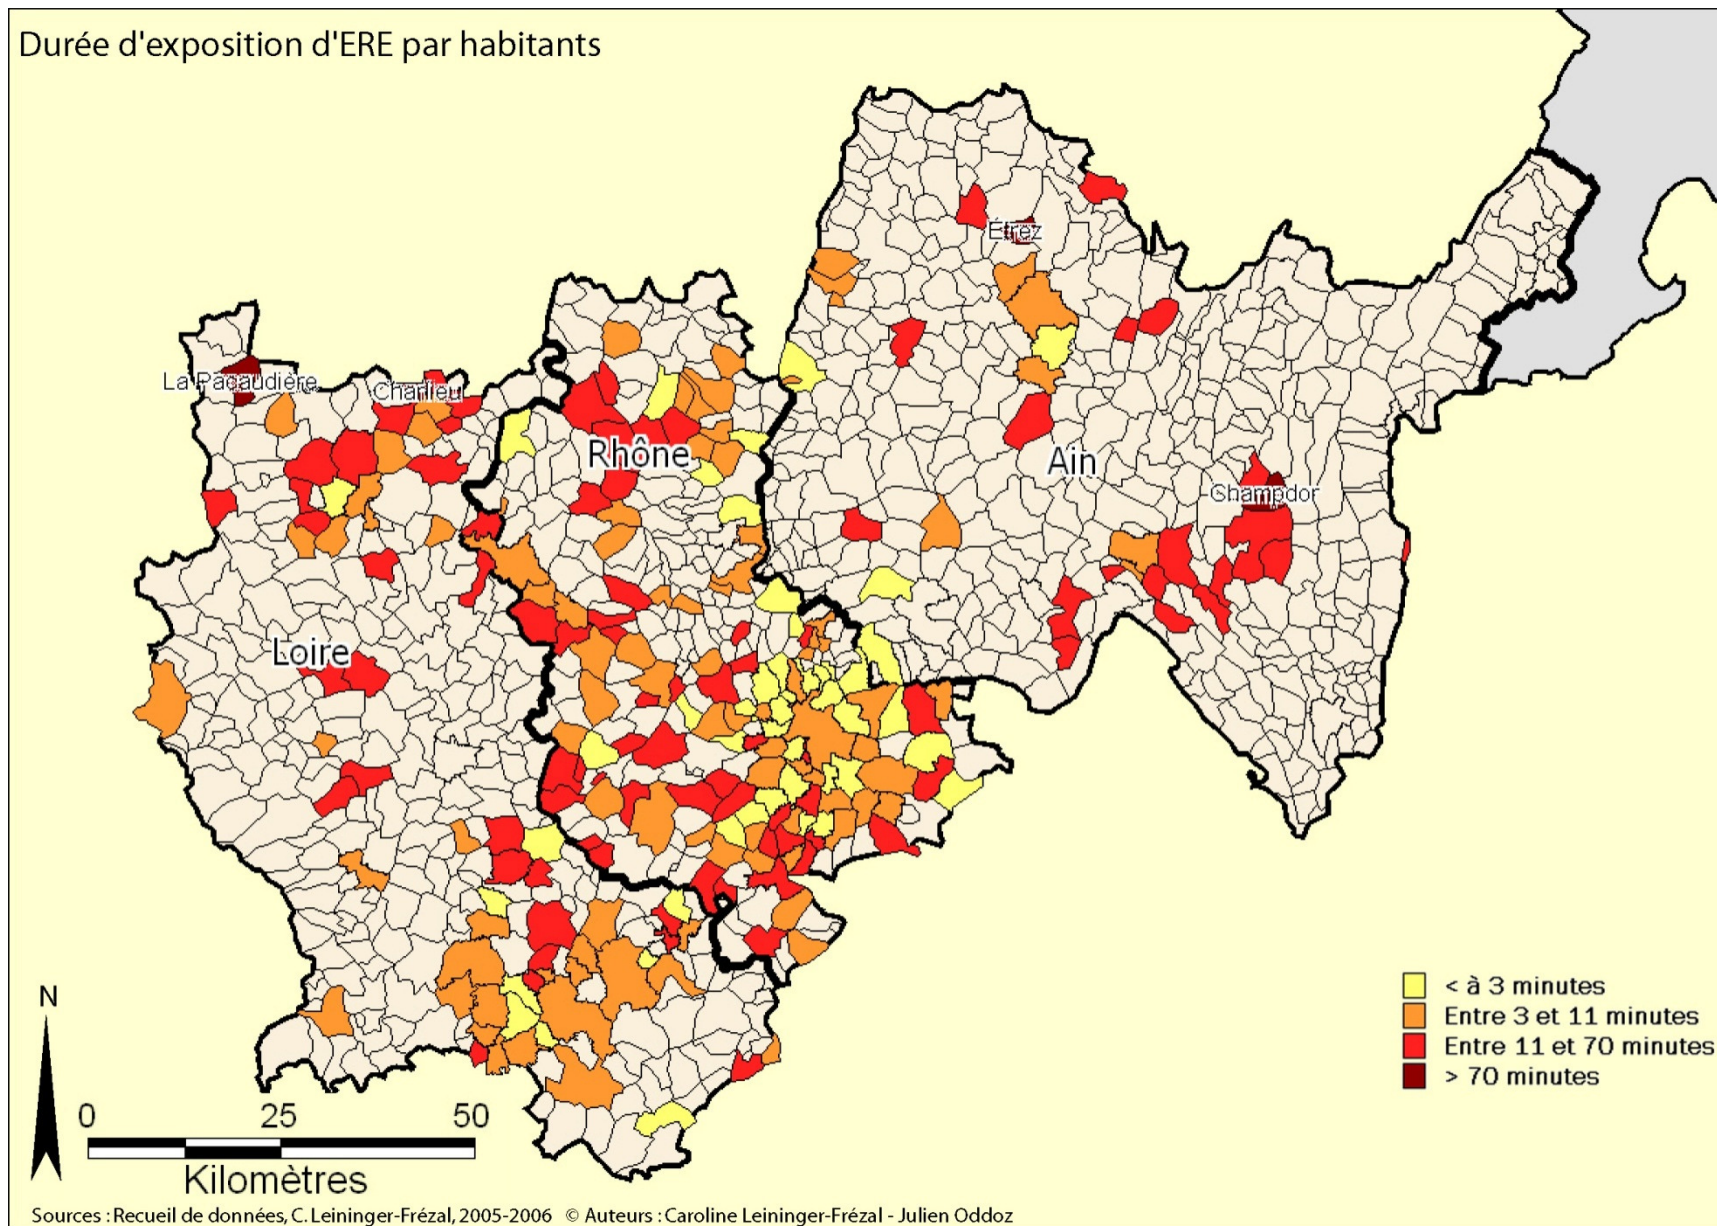 Durée d'exposition d'ERE par habitants
Étrez
La Pacaudière
Charlieu
Rhône
Ain
Champdor
Loire
N
< à 3 minutes
Entre 3 et 11 minutes
Entre 11 et 70 minutes
> 70 minutes
0 25 50
Kilomètres
Sources : Recueil de données, C. Leininger-Frézal, 2005-2006 © Auteurs : Caroline Leininger-Frézal - Julien Oddoz